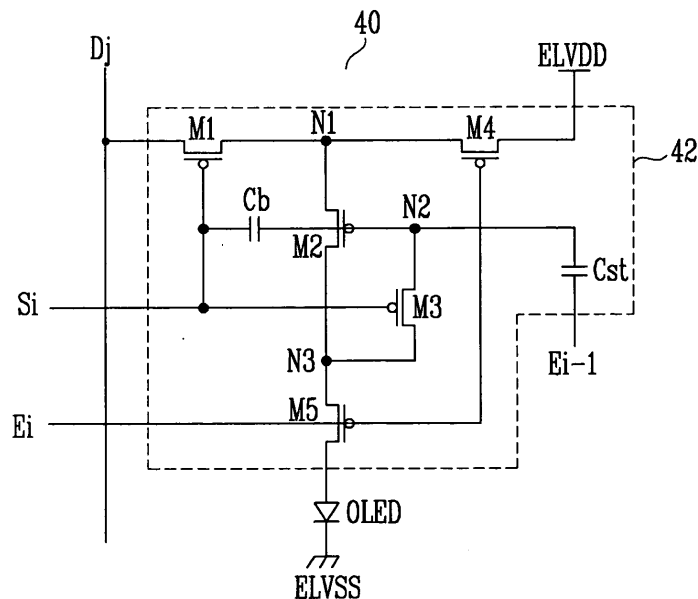 40
Dj
ELVDD
M1
N1
M4
42
Cb
N2
M2
Cst
Si
M3
N3
Ei-1
M5
Ei
OLED
ELVSS